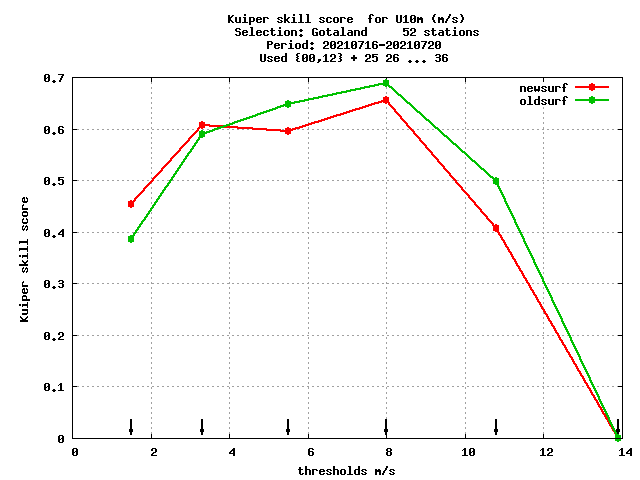 Kuiper skill score  for U10m (m/s)
Selection: Gotaland     52 stations
Period: 20210716-20210720
Used {00,12} + 25 26 ... 36
newsurf
oldsurf
0.7
0.6
0.5
0.4
0.3
0.2
0.1
0
Kuiper skill score
0 2 4 6 8 10 12 14
thresholds m/s